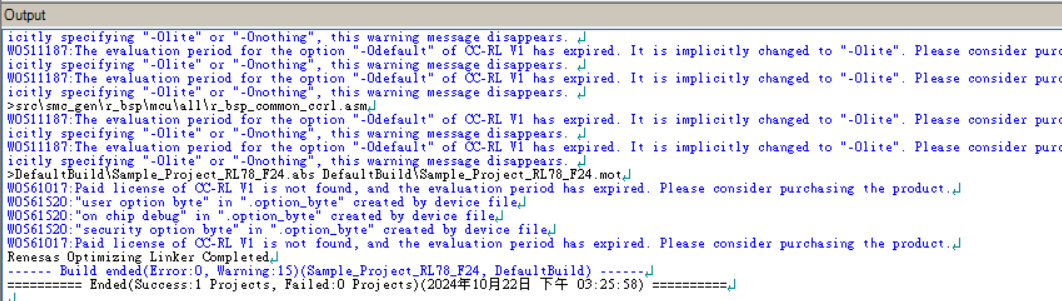 Output
icitly specifying "-Olite" or "-Onothing", this warning message disappears.
W0511187:The evaluation period for the option "-Odefault" of CC-RL V1 has expired. It is implicitly changed to "-Olite". Please consider purc
icitly specifying "-Olite" or "-Onothing", this warning message disappears.
W0511187:The evaluation period for the option "-Odefault" of CC-RL V1 has expired. It is implicitly changed to "-Olite". Please consider purc
icitly specifying "-Olite" or "-Onothing", this warning message disappears.
>src\smc_gen\r_bsp\mcu\all\r_bsp_common_ccrl.asm
W0511187:The evaluation period for the option "-Odefault" of CC-RL V1 has expired. It is implicitly changed to "-Olite". Please consider purc
icitly specifying "-Olite" or "-Onothing", this warning message disappears.
W0511187:The evaluation period for the option "-Odefault" of CC-RL V1 has expired. It is implicitly changed to "-Olite". Please consider purc
icitly specifying "-Olite" or "-Onothing", this warning message disappears.
>DefaultBuild\Sample_Project_RL78_F24.abs DefaultBuild\Sample_Project_RL78_F24.mot
W0561017:Paid license of CC-RL V1 is not found, and the evaluation period has expired. Please consider purchasing the product.
W0561520:"user option byte" in ".option_byte" created by device file
W0561520:"on chip debug" in ".option_byte" created by device file
W0561520:"security option byte" in ".option_byte" created by device file
W0561017:Paid license of CC-RL V1 is not found, and the evaluation period has expired. Please consider purchasing the product.
Renesas Optimizing Linker Completed
------ Build ended(Error:0, Warning:15)(Sample_Project_RL78_F24, DefaultBuild) ------
========== Ended(Success:1 Projects, Failed:0 Projects)(2024年10月22日 下午 03:25:58) ==========